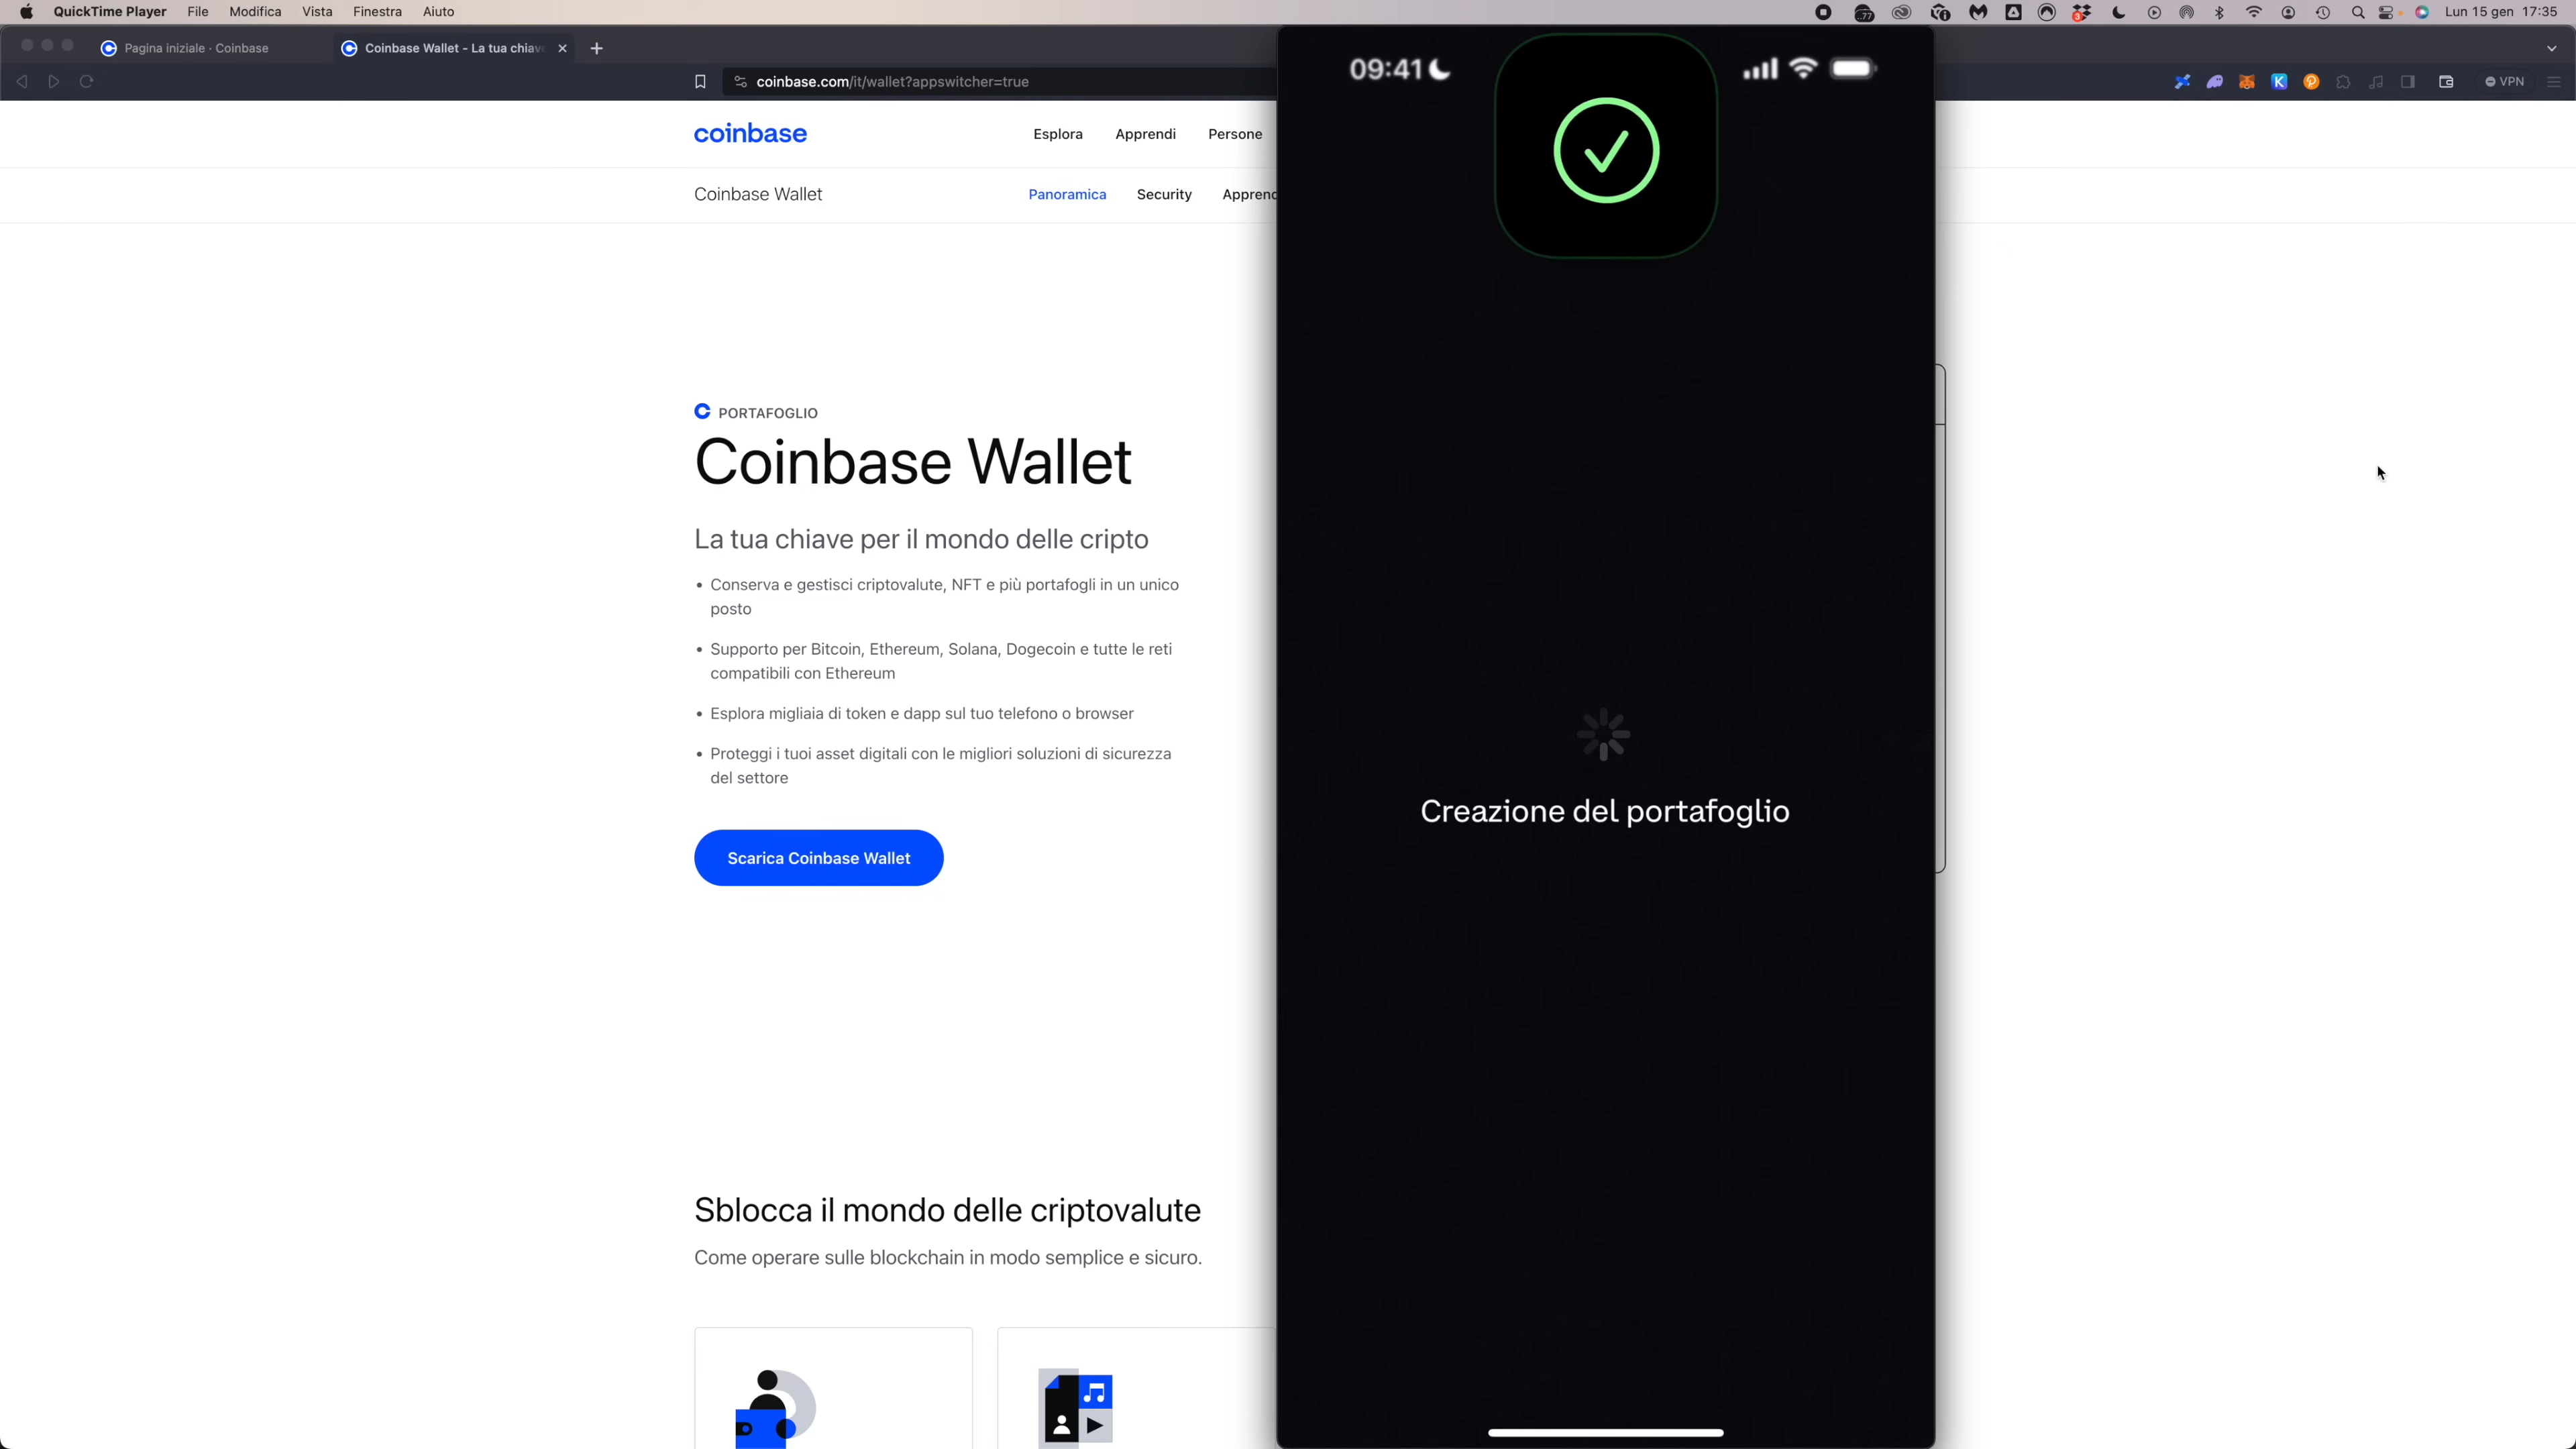 QuickTime Player File Modifica Vista Finestra Aiuto
77
3
Lun 15 gen 17:35
Pagina iniziale · Coinbase
Coinbase Wallet - La tua chiave
coinbase.com/it/wallet?appswitcher=true
VPN
coinbase
Esplora Apprendi Persone
Coinbase Wallet
Panoramica Security Apprend
PORTAFOGLIO
Coinbase Wallet
La tua chiave per il mondo delle cripto
• Conserva e gestisci criptovalute, NFT e più portafogli in un unico
posto
• Supporto per Bitcoin, Ethereum, Solana, Dogecoin e tutte le reti
compatibili con Ethereum
• Esplora migliaia di token e dapp sul tuo telefono o browser
• Proteggi i tuoi asset digitali con le migliori soluzioni di sicurezza
del settore
Scarica Coinbase Wallet
Sblocca il mondo delle criptovalute
Come operare sulle blockchain in modo semplice e sicuro.
09:41
Creazione del portafoglio